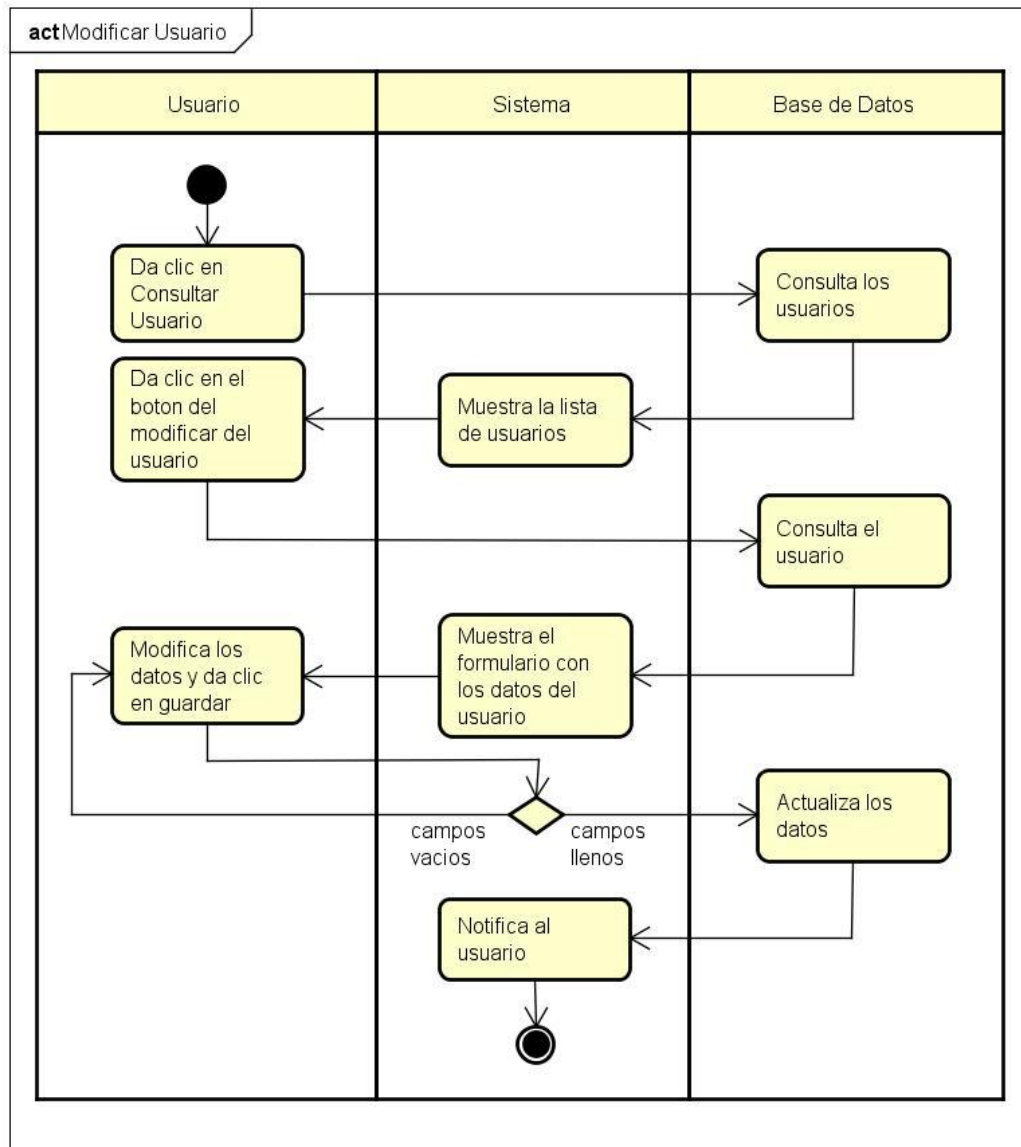 act Modificar Usuario
Usuario
Sistema
Base de Datos
Da clic en
Consultar
Usuario
Consulta los
usuarios
Da clic en el
boton del
modificar del
usuario
Muestra la lista
de usuarios
Consulta el
usuario
Modifica los
datos y da clic
en guardar
Muestra el
formulario con
los datos del
usuario
campos
vacios
campos
llenos
Actualiza los
datos
Notifica al
usuario